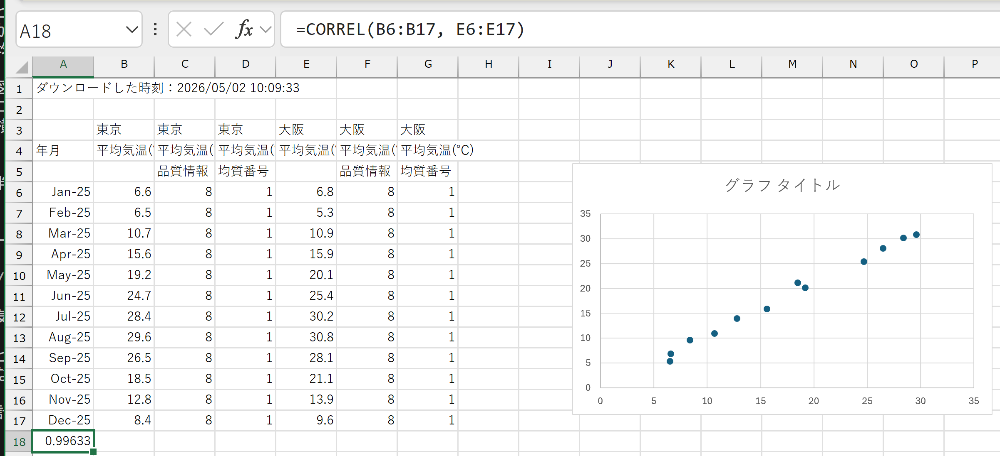 A18 fx =CORREL(B6:B17, E6:E17)
A B C D E F G H I J K L M N O P
1 ダウンロードした時刻：2026/05/02 10:09:33
2
3 東京 東京 東京 大阪 大阪 大阪
4 年月 平均気温(° 平均気温(° 平均気温(° 平均気温(° 平均気温(° 平均気温(℃)
5 品質情報 均質番号 品質情報 均質番号
6 Jan-25 6.6 8 1 6.8 8 1
7 Feb-25 6.5 8 1 5.3 8 1
8 Mar-25 10.7 8 1 10.9 8 1
9 Apr-25 15.6 8 1 15.9 8 1
10 May-25 19.2 8 1 20.1 8 1
11 Jun-25 24.7 8 1 25.4 8 1
12 Jul-25 28.4 8 1 30.2 8 1
13 Aug-25 29.6 8 1 30.8 8 1
14 Sep-25 26.5 8 1 28.1 8 1
15 Oct-25 18.5 8 1 21.1 8 1
16 Nov-25 12.8 8 1 13.9 8 1
17 Dec-25 8.4 8 1 9.6 8 1
18 0.99633
グラフ タイトル
35
30
25
20
15
10
5
0
0 5 10 15 20 25 30 35